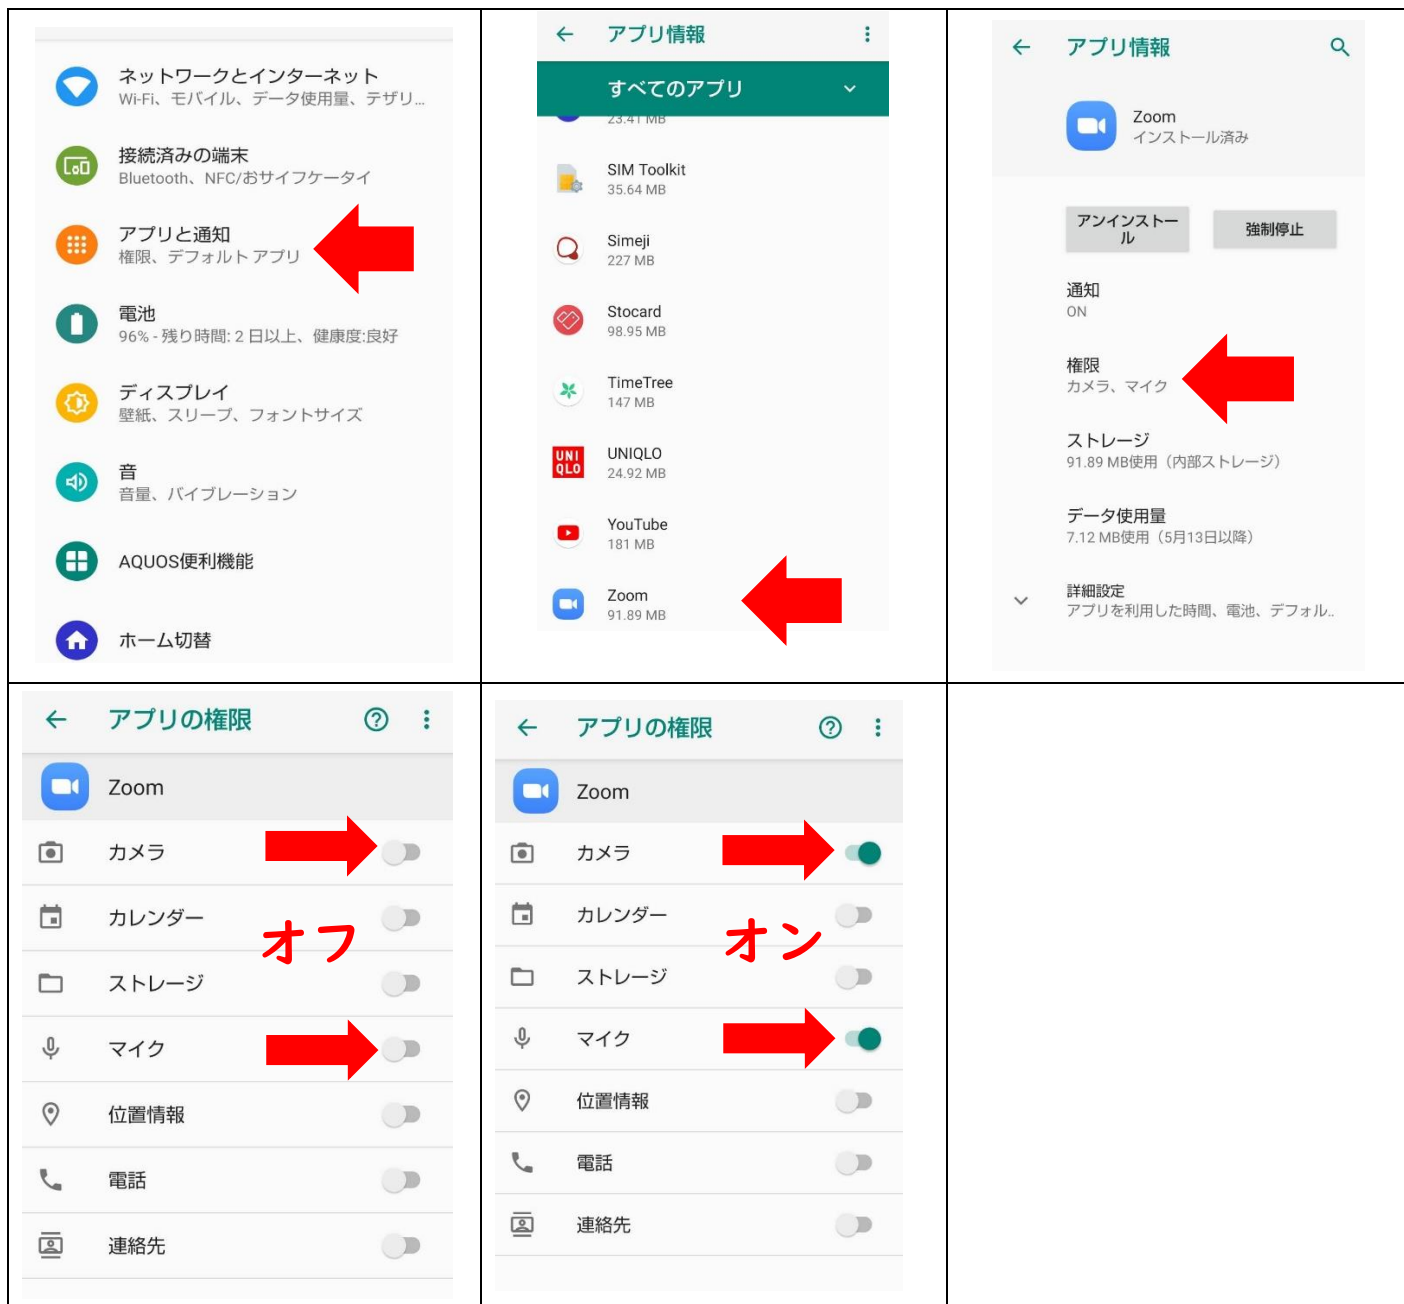 ネットワークとインターネット
Wi-Fi、モバイル、データ使用量、テザリ...
接続済みの端末
Bluetooth、NFC/おサイフケータイ
アプリと通知
権限、デフォルト アプリ
電池
96% - 残り時間: 2 日以上、健康度:良好
ディスプレイ
壁紙、スリープ、フォントサイズ
音
音量、バイブレーション
AQUOS便利機能
ホーム切替
アプリ情報
すべてのアプリ
23.41 MB
SIM Toolkit
35.64 MB
Simeji
227 MB
Stocard
98.95 MB
TimeTree
147 MB
UNI
QLO
UNIQLO
24.92 MB
YouTube
181 MB
Zoom
91.89 MB
アプリ情報
Zoom
インストール済み
アンインストー
ル
強制停止
通知
ON
権限
カメラ、マイク
ストレージ
91.89 MB使用（内部ストレージ）
データ使用量
7.12 MB使用（5月13日以降）
詳細設定
アプリを利用した時間、電池、デフォル..
アプリの権限
Zoom
カメラ
カレンダー
オフ
ストレージ
マイク
位置情報
電話
連絡先
アプリの権限
Zoom
カメラ
カレンダー
オン
ストレージ
マイク
位置情報
電話
連絡先